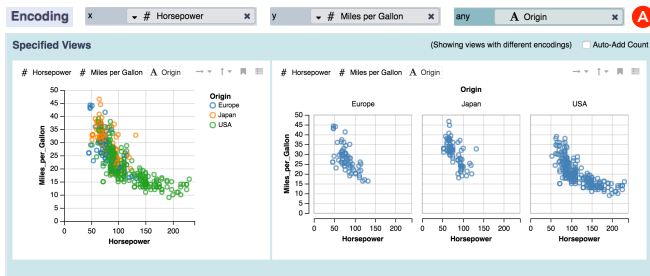 Encoding x # Horsepower × y # Miles per Gallon × any A Origin × A
Specified Views (Showing views with different encodings) Auto-Add Count
# Horsepower # Miles per Gallon A Origin
50
45
40
35
30
25
20
15
10
5
0
Miles_per_Gallon
0 50 100 150 200
Horsepower
Origin
Europe
Japan
USA
# Horsepower # Miles per Gallon A Origin
Origin
Europe Japan USA
50
45
40
35
30
25
20
15
10
5
0
Miles_per_Gallon
0 50 100 150 200 0 50 100 150 200 0 50 100 150 200
Horsepower Horsepower Horsepower